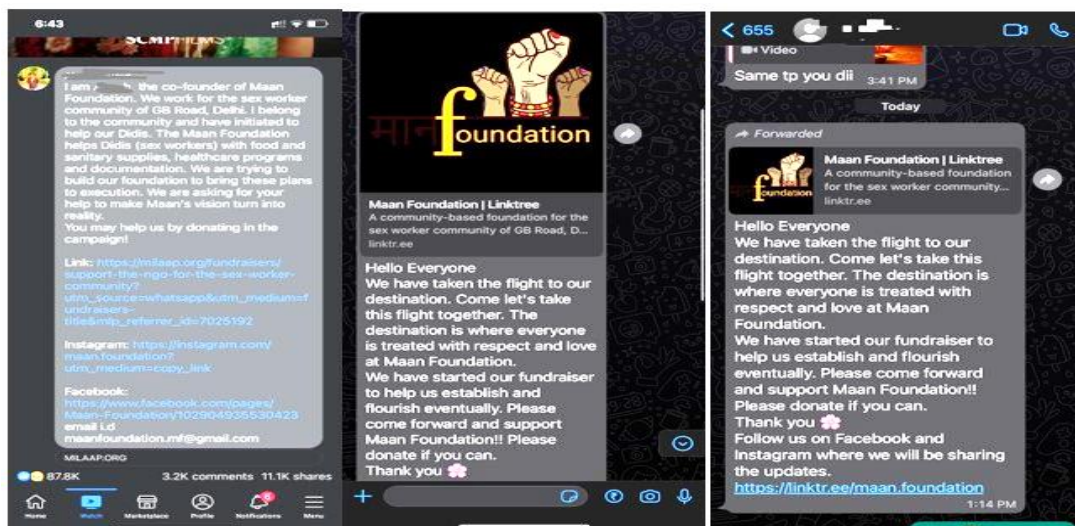 6:43
SCMP FILMS
I am
the co-founder of Maan
Foundation. We work for the sex worker
community of GB Road, Delhi. I belong
to the community and have initiated to
help our Didis. The Maan Foundation
helps Didis (sex workers) with food and
sanitary supplies, healthcare programs
and documentation. We are trying to
build our foundation to bring these plans
to execution. We are asking for your
help to make Maan's vision turn into
reality.
You may help us by donating in the
campaign!
Link: https://milaap.org/fundraisers/
support-the-ngo-for-the-sex-worker-
community?
utm_source=whatsapp&utm_medium=f
undraisers-
title&mlp_referrer_id=7025192
Instagram: https://instagram.com/
maan.foundation?
utm_medium=copy_link
Facebook:
https://www.facebook.com/pages/
Maan-Foundation/102904935530423
email i.d
maanfoundation.mf@gmail.com
MILAAP.ORG
87.8K 3.2K comments 11.1K shares
Home Watch Marketplace Profile Notifications Menu
6
मान foundation
Maan Foundation | Linktree
A community-based foundation for the
sex worker community of GB Road, D...
linktr.ee
Hello Everyone
We have taken the flight to our
destination. Come let's take
this flight together. The
destination is where everyone
is treated with respect and love
at Maan Foundation.
We have started our fundraiser
to help us establish and
flourish eventually. Please
come forward and support
Maan Foundation!! Please
donate if you can.
Thank you 🌸
655
Video
Same tp you dii 3:41 PM
Today
Forwarded
मान foundation
Maan Foundation | Linktree
A community-based foundation
for the sex worker community...
linktr.ee
Hello Everyone
We have taken the flight to our
destination. Come let's take this
flight together. The destination is
where everyone is treated with
respect and love at Maan
Foundation.
We have started our fundraiser to
help us establish and flourish
eventually. Please come forward
and support Maan Foundation!!
Please donate if you can.
Thank you 🌸
Follow us on Facebook and
Instagram where we will be sharing
the updates.
https://linktr.ee/maan.foundation
1:14 PM